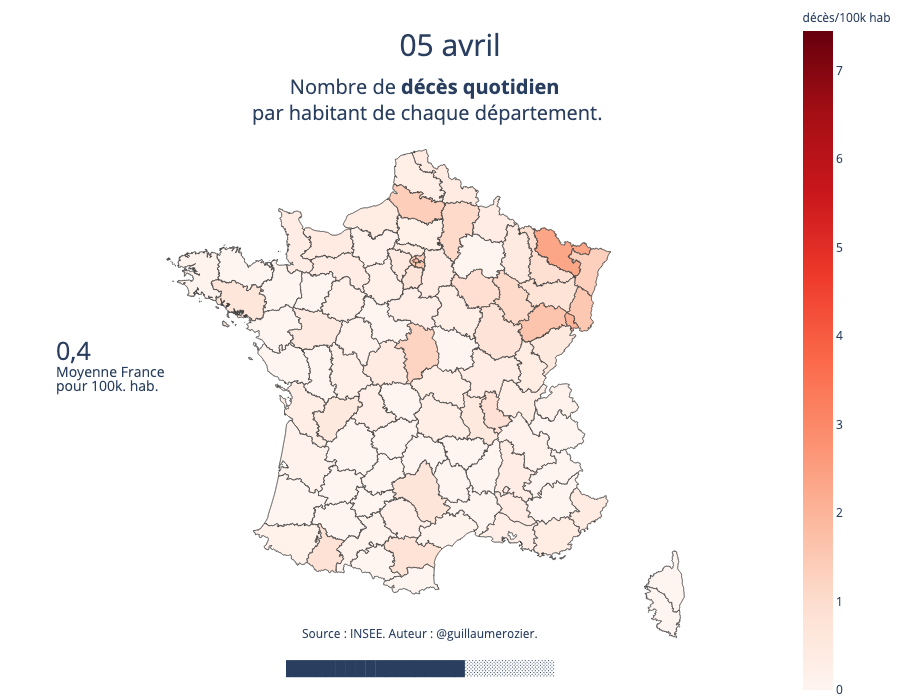 décès/100k hab
05 avril
Nombre de décès quotidien
par habitant de chaque département.
7
6
5
4
3
2
1
0
0,4
Moyenne France
pour 100k. hab.
Source : INSEE. Auteur : @guillaumerozier.